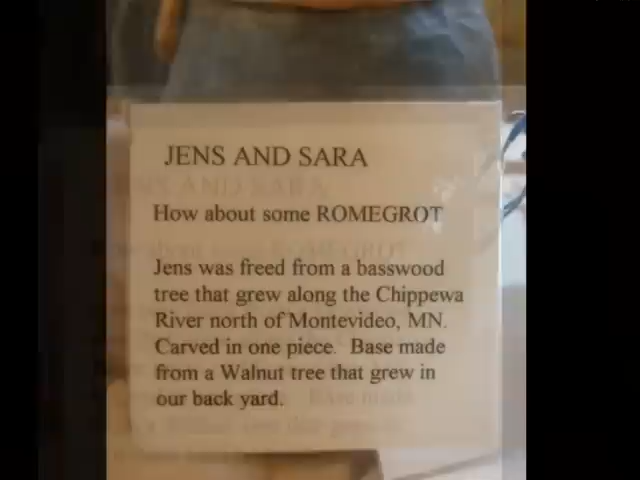 JENS AND SARA
How about some ROMEGROT
Jens was freed from a basswood
tree that grew along the Chippewa
River north of Montevideo, MN.
Carved in one piece. Base made
from a Walnut tree that grew in
our back yard.